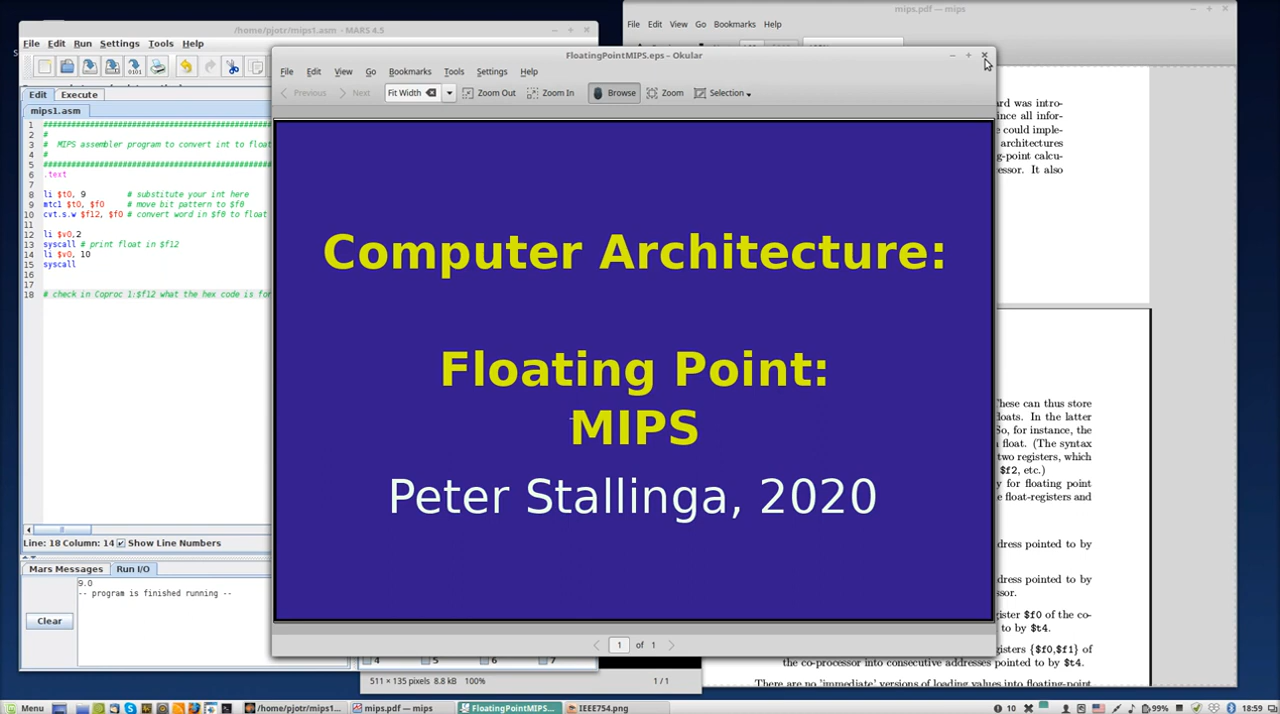 /home/pjotr/mips1.asm - MARS 4.5
File Edit Run Settings Tools Help
Edit Execute
mips1.asm
1 ########################################
2 #
3 # MIPS assembler program to convert int to float
4 #
5 ########################################
6 .text
7
8 li $t0, 9 # substitute your int here
9 mtc1 $t0, $f0 # move bit pattern to $f0
10 cvt.s.w $f12, $f0 # convert word in $f0 to float
11
12 li $v0,2
13 syscall # print float in $f12
14 li $v0, 10
15 syscall
16
17
18 # check in Coproc 1:$f12 what the hex code is for
Line: 18 Column: 14 Show Line Numbers
Mars Messages Run I/O
9.0
-- program is finished running --
Clear
mips.pdf — mips
File Edit View Go Bookmarks Help
FloatingPointMIPS.eps - Okular
File Edit View Go Bookmarks Tools Settings Help
Previous Next Fit Width Zoom Out Zoom In Browse Zoom Selection
Computer Architecture:
Floating Point:
MIPS
Peter Stallinga, 2020
1 of 1
ard was intro-
ince all infor-
could imple-
architectures
g-point calcu-
essor. It also
These can thus store
loats. In the latter
So, for instance, the
float. (The syntax
two registers, which
$f2, etc.)
y for floating point
e float-registers and
dress pointed to by
dress pointed to by
ssor.
gister $f0 of the co-
to by $t4.
gisters {$f0,$f1} of
the co-processor into consecutive addresses pointed to by $t4.
There are no 'immediate' versions of loading values into floating-point
4 5 6 7
511 × 135 pixels 8.8 kB 100% 1 / 1
Menu /home/pjotr/mips1... mips.pdf — mips FloatingPointMIPS... IEEE754.png 10 99% 18:59